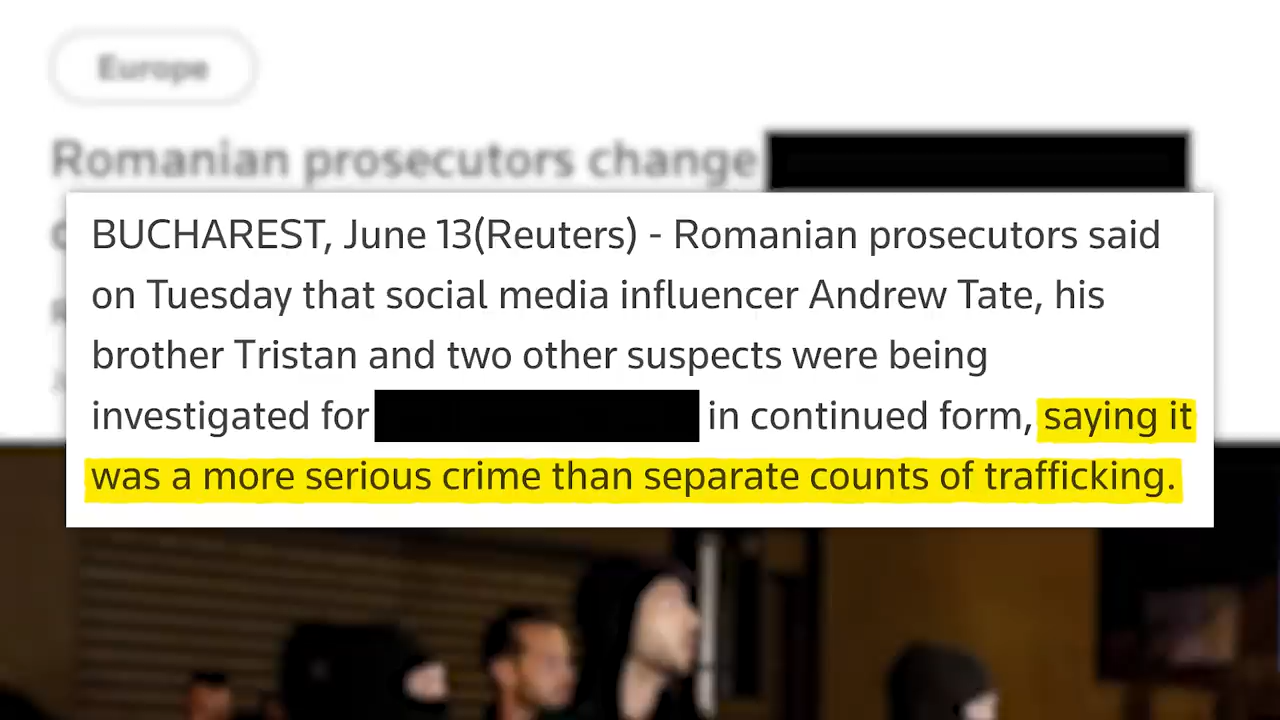 Europe
Romanian prosecutors change
BUCHAREST, June 13(Reuters) - Romanian prosecutors said
on Tuesday that social media influencer Andrew Tate, his
brother Tristan and two other suspects were being
investigated for in continued form, saying it
was a more serious crime than separate counts of trafficking.